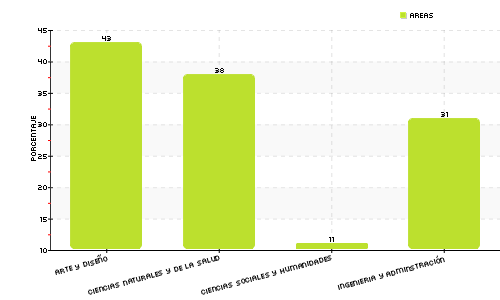 AREAS
PORCENTAJE
45
40
35
30
25
20
15
10
43
38
11
31
ARTE Y DISEÑO
CIENCIAS NATURALES Y DE LA SALUD
CIENCIAS SOCIALES Y HUMANIDADES
INGENIERIA Y ADMINSTRACIÓN